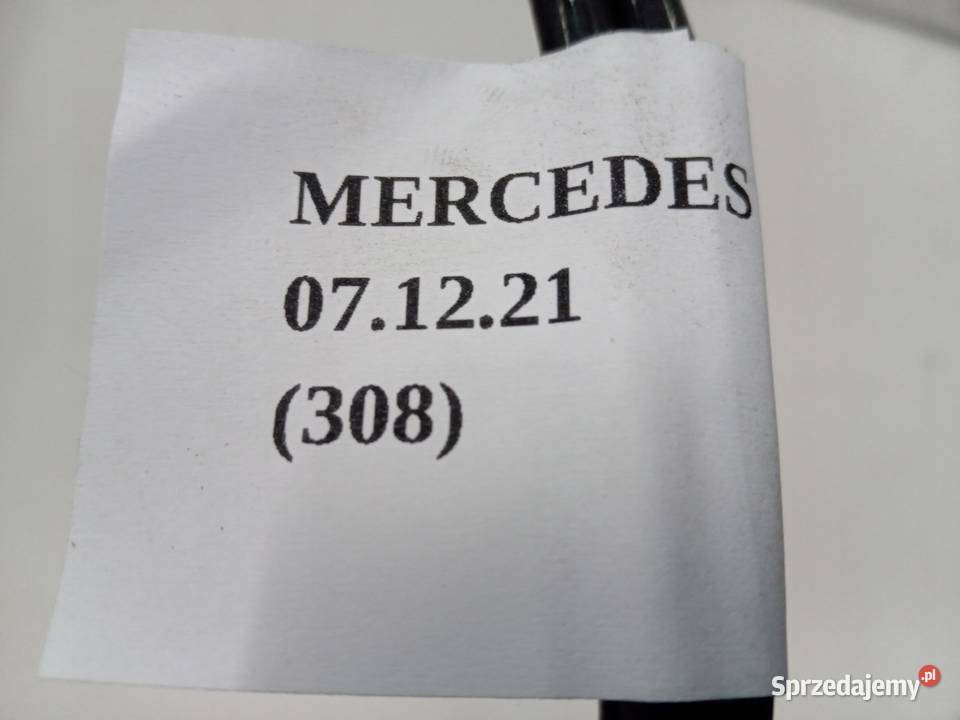 MERCEDES
07.12.21
(308)
Sprzedajemy.pl